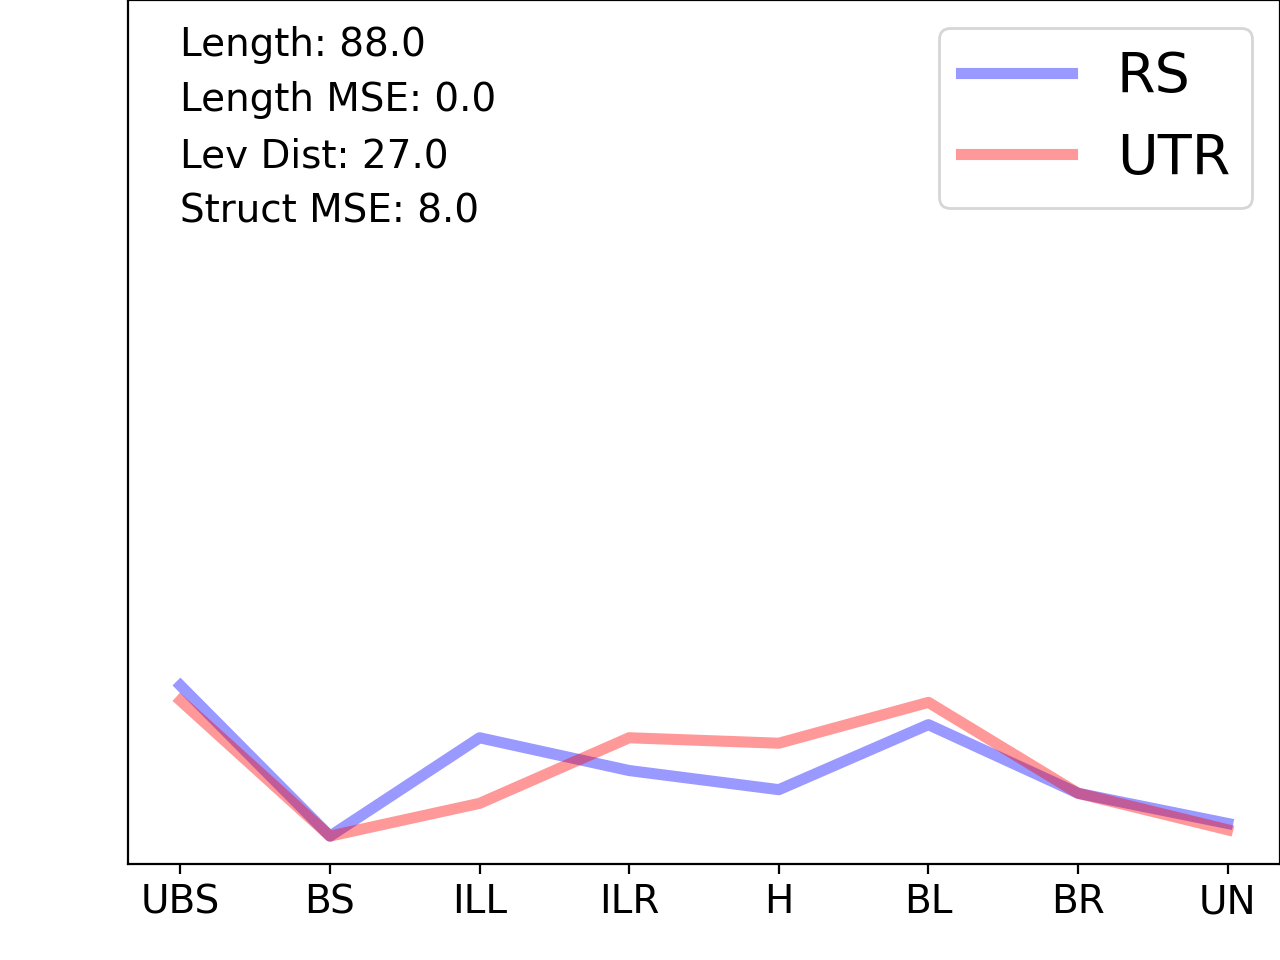 Length: 88.0
Length MSE: 0.0
Lev Dist: 27.0
Struct MSE: 8.0
RS
UTR
UBS BS ILL ILR H BL BR UN